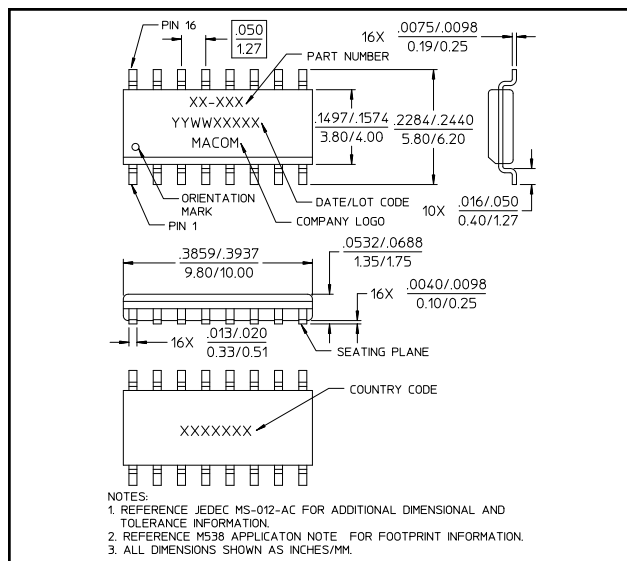 PIN 16
.050
1.27
16X .0075/.0098
0.19/0.25
PART NUMBER
XX-XXX
YYWWXXXXX
MACOM
.1497/.1574
3.80/4.00
.2284/.2440
5.80/6.20
ORIENTATION
MARK
PIN 1
DATE/LOT CODE
COMPANY LOGO
10X .016/.050
0.40/1.27
.3859/.3937
9.80/10.00
.0532/.0688
1.35/1.75
16X .0040/.0098
0.10/0.25
16X .013/.020
0.33/0.51
SEATING PLANE
COUNTRY CODE
XXXXXXX
NOTES:
1. REFERENCE JEDEC MS-012-AC FOR ADDITIONAL DIMENSIONAL AND
TOLERANCE INFORMATION.
2. REFERENCE M538 APPLICATON NOTE FOR FOOTPRINT INFORMATION.
3. ALL DIMENSIONS SHOWN AS INCHES/MM.